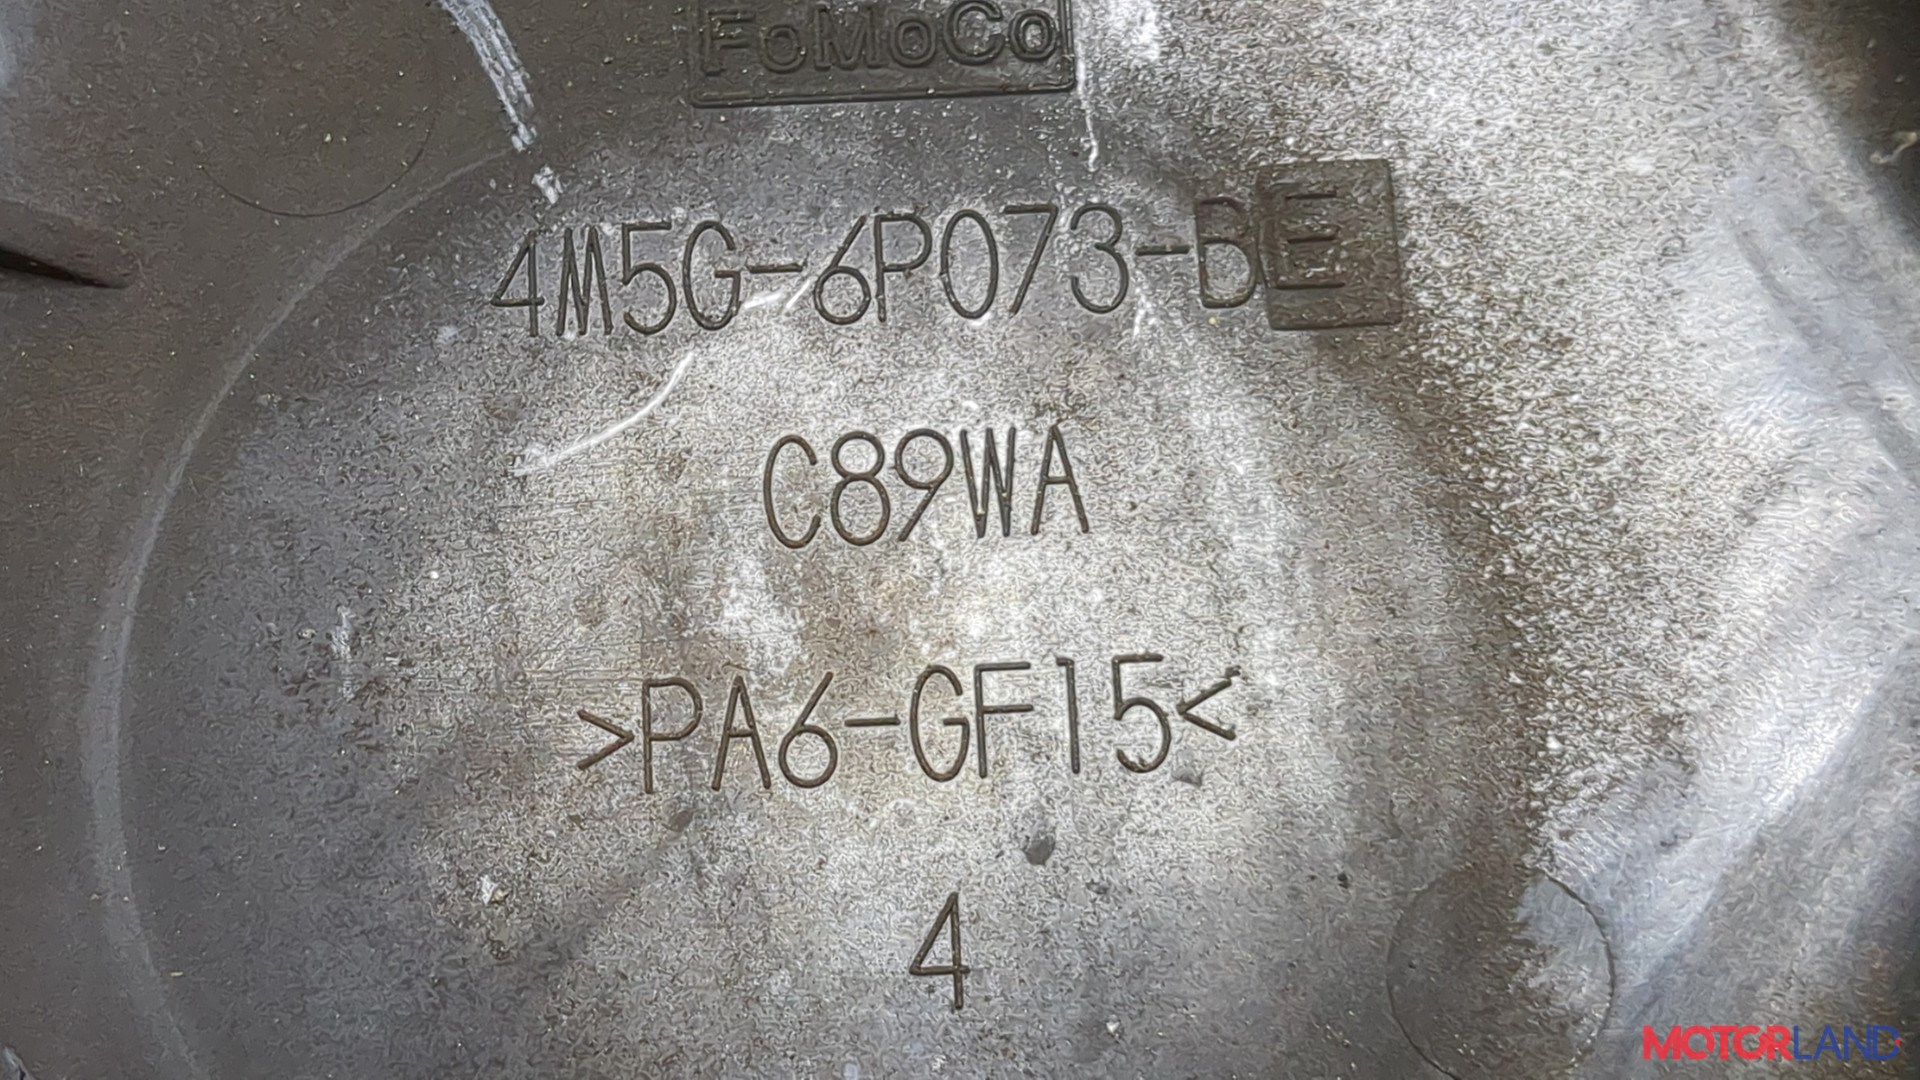 FoMoCo
4M5G-6P073-BE
C89WA
>PA6-GF15<
4
MOTORLAND